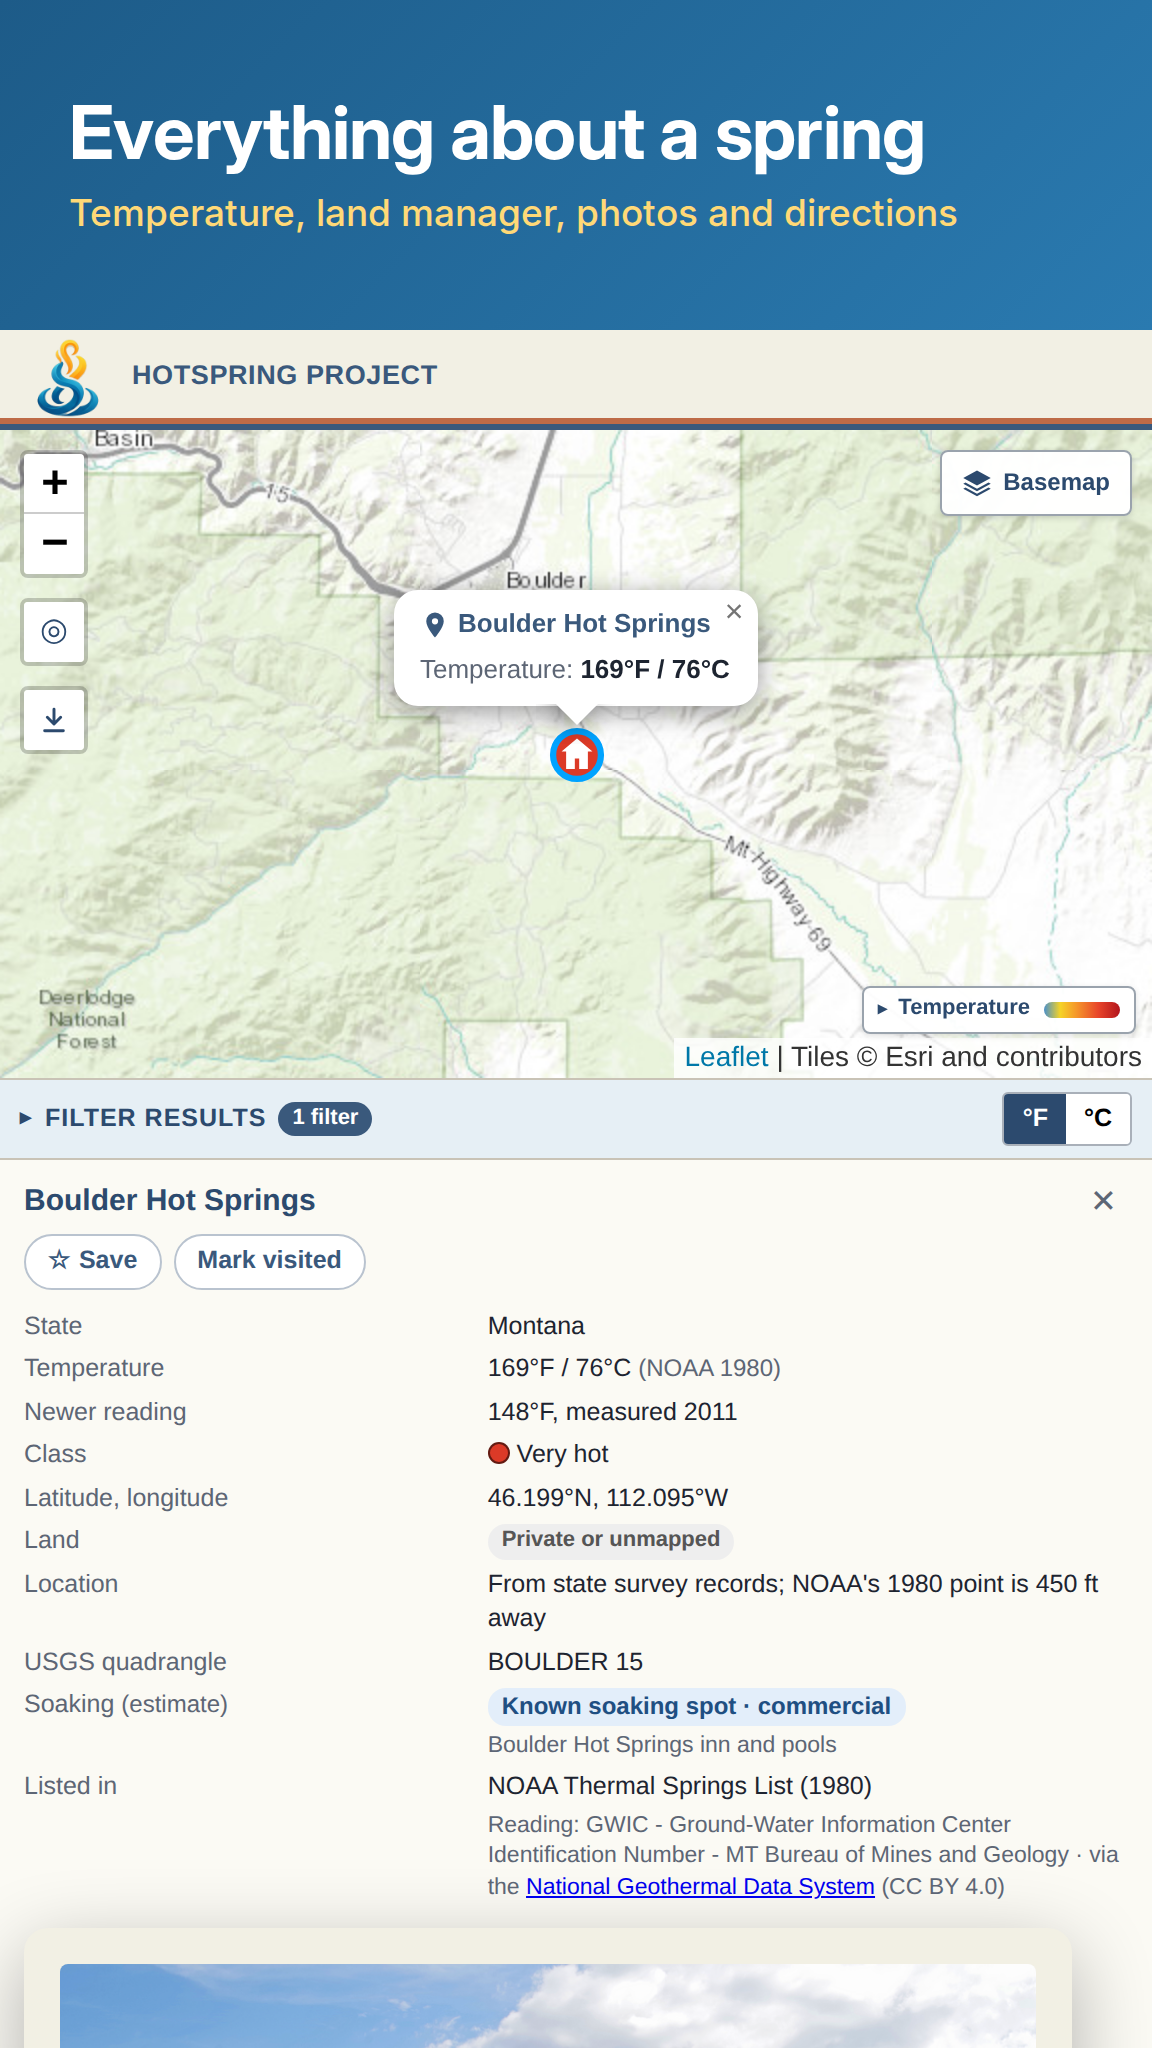 Everything about a spring
Temperature, land manager, photos and directions
HOTSPRING PROJECT
Basin
15
+
−
Basemap
Boulder
Boulder Hot Springs ×
Temperature: 169°F / 76°C
Mt-Highway-69
Deerlodge
National
Forest
▸ Temperature
Leaflet | Tiles © Esri and contributors
▸ FILTER RESULTS 1 filter °F °C
Boulder Hot Springs ×
☆ Save Mark visited
State Montana
Temperature 169°F / 76°C (NOAA 1980)
Newer reading 148°F, measured 2011
Class Very hot
Latitude, longitude 46.199°N, 112.095°W
Land Private or unmapped
Location From state survey records; NOAA's 1980 point is 450 ft
away
USGS quadrangle BOULDER 15
Soaking (estimate) Known soaking spot · commercial
Boulder Hot Springs inn and pools
Listed in NOAA Thermal Springs List (1980)
Reading: GWIC - Ground-Water Information Center
Identification Number - MT Bureau of Mines and Geology · via
the National Geothermal Data System (CC BY 4.0)